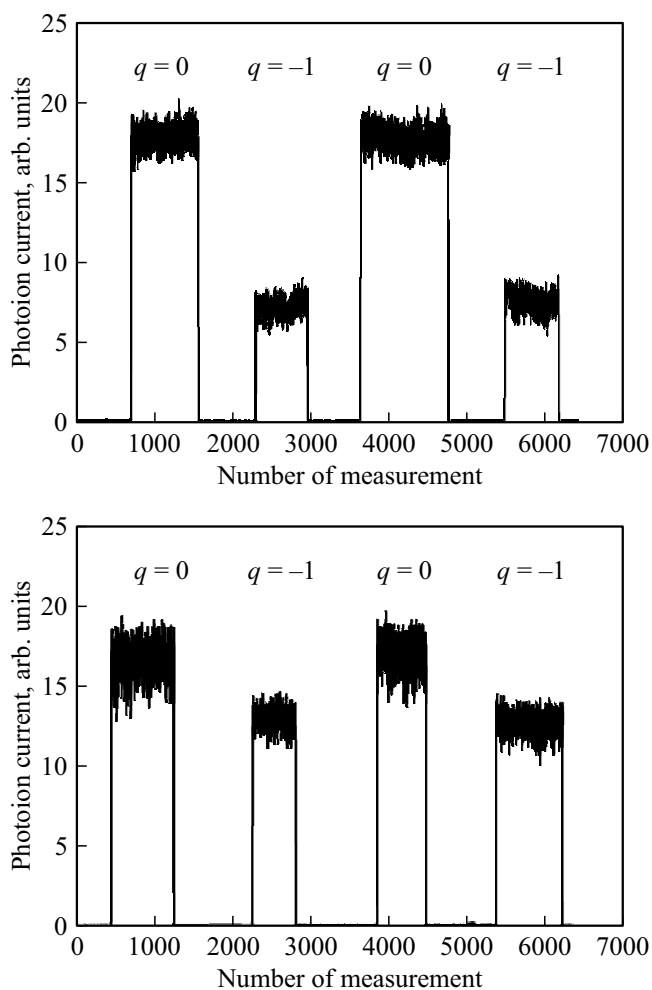 25
q = 0 q = –1 q = 0 q = –1
20
15
10
5
0
0 1000 2000 3000 4000 5000 6000 7000
Number of measurement
Photoion current, arb. units
25
q = 0 q = –1 q = 0 q = –1
20
15
10
5
0
0 1000 2000 3000 4000 5000 6000 7000
Number of measurement
Photoion current, arb. units